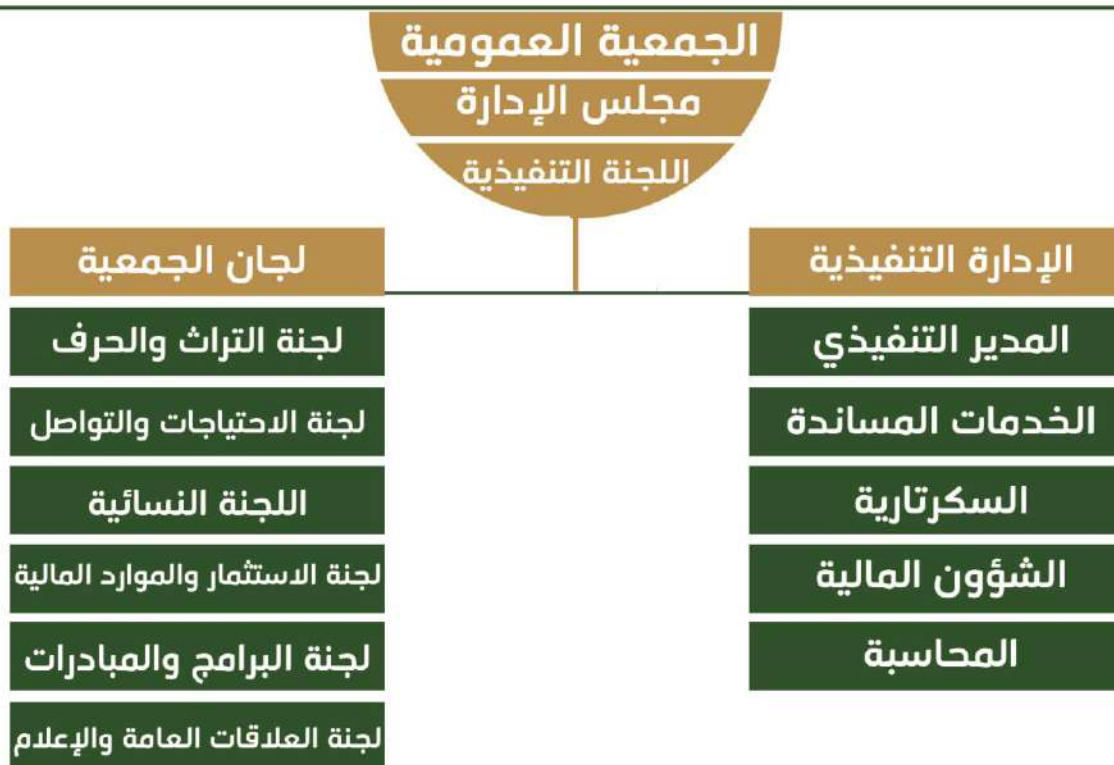 الجمعية العمومية
مجلس الإدارة
اللجنة التنفيذية
الإدارة التنفيذية
المدير التنفيذي
الخدمات المساندة
السكرتارية
الشؤون المالية
المحاسبة
لجان الجمعية
لجنة التراث والحرف
لجنة الاحتياجات والتواصل
اللجنة النسائية
لجنة الاستثمار والموارد المالية
لجنة البرامج والمبادرات
لجنة العلاقات العامة والإعلام